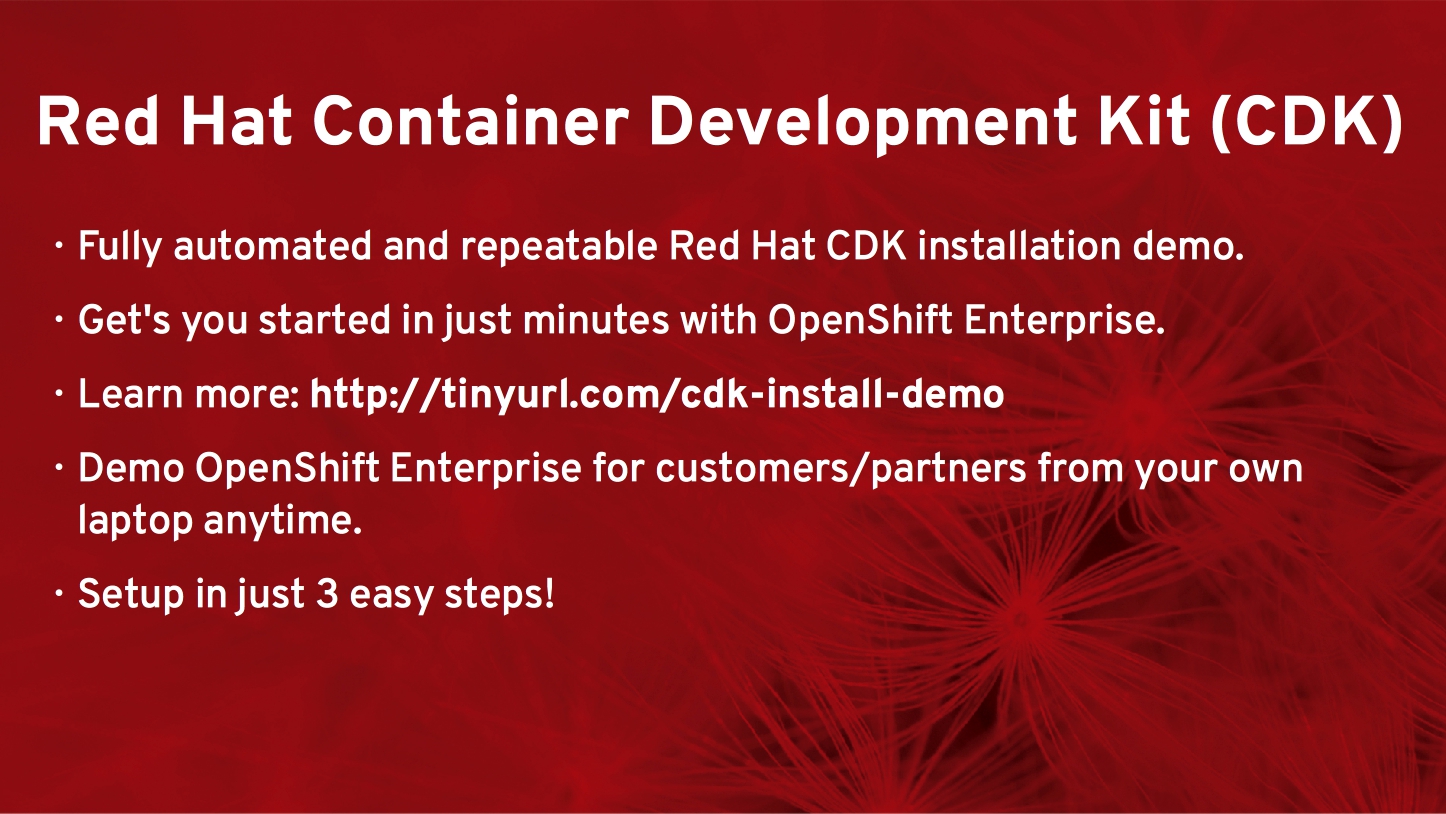 Red Hat Container Development Kit (CDK)
· Fully automated and repeatable Red Hat CDK installation demo.
· Get's you started in just minutes with OpenShift Enterprise.
· Learn more: http://tinyurl.com/cdk-install-demo
· Demo OpenShift Enterprise for customers/partners from your own
laptop anytime.
· Setup in just 3 easy steps!